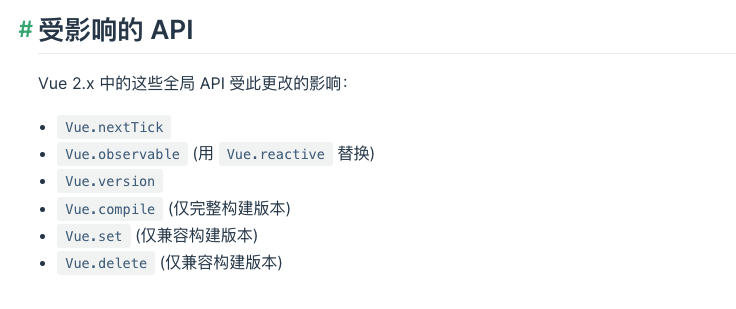 # 受影响的 API
Vue 2.x 中的这些全局 API 受此更改的影响：
• Vue.nextTick
• Vue.observable (用 Vue.reactive 替换)
• Vue.version
• Vue.compile (仅完整构建版本)
• Vue.set (仅兼容构建版本)
• Vue.delete (仅兼容构建版本)